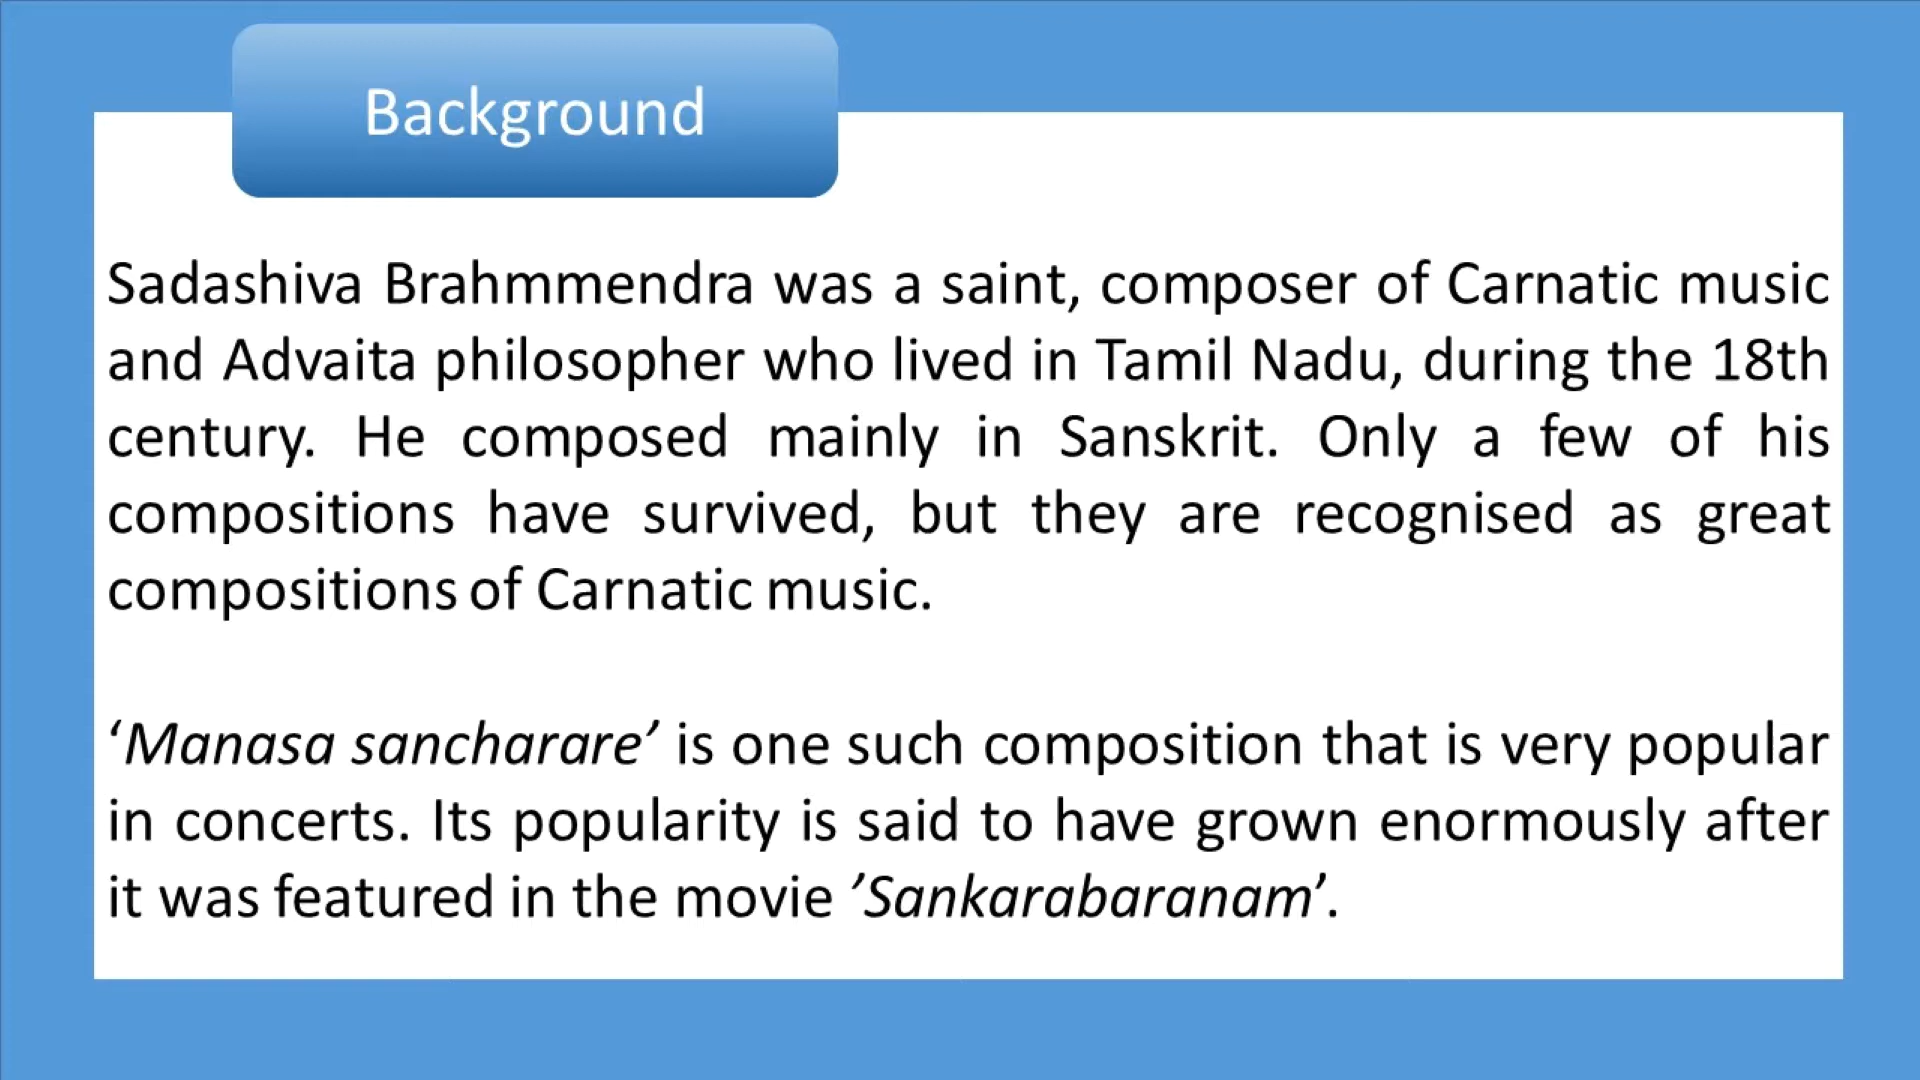 Background
Sadashiva Brahmmendra was a saint, composer of Carnatic music
and Advaita philosopher who lived in Tamil Nadu, during the 18th
century. He composed mainly in Sanskrit. Only a few of his
compositions have survived, but they are recognised as great
compositions of Carnatic music.
‘Manasa sancharare’ is one such composition that is very popular
in concerts. Its popularity is said to have grown enormously after
it was featured in the movie ’Sankarabaranam’.